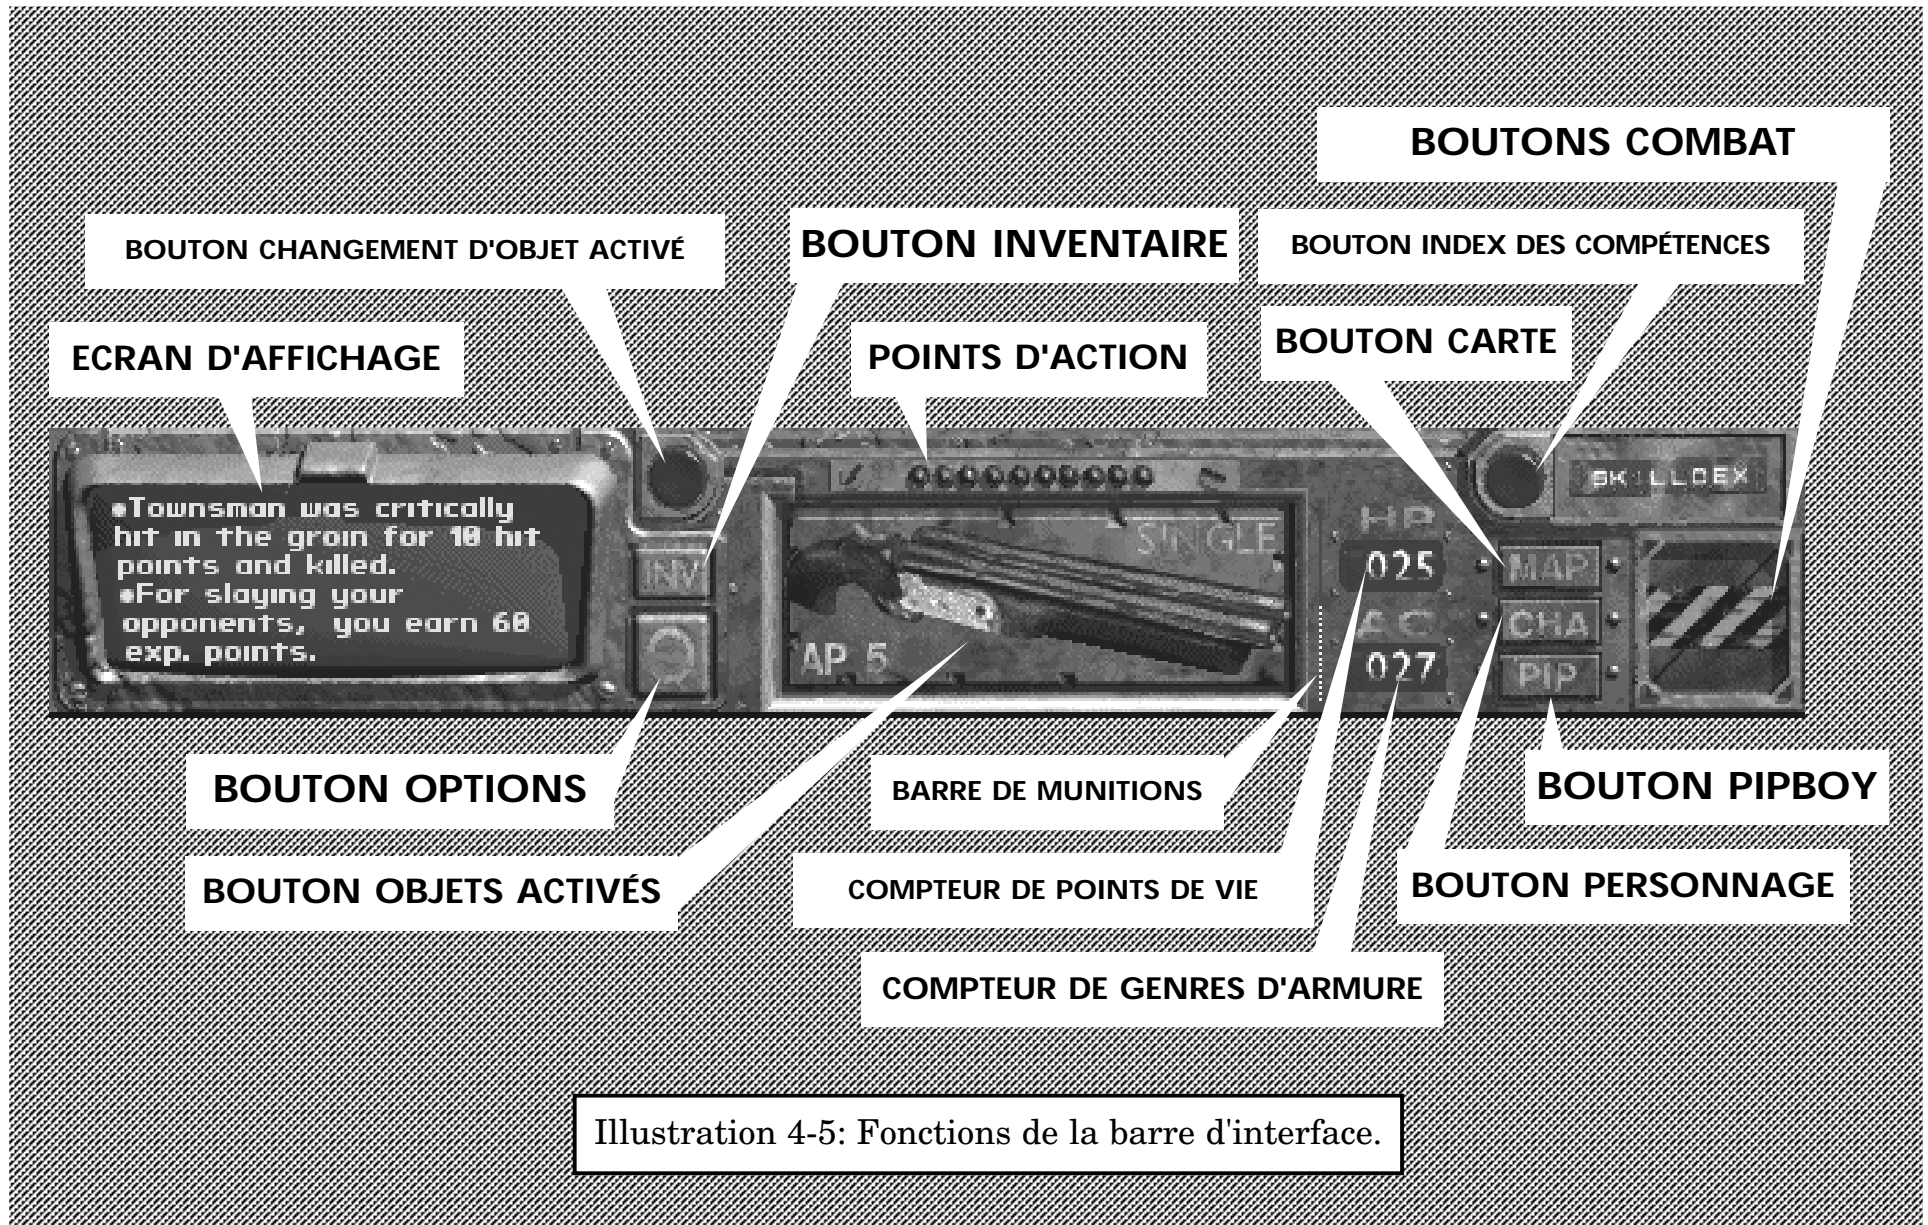 BOUTONS COMBAT
BOUTON CHANGEMENT D'OBJET ACTIVÉ
BOUTON INVENTAIRE
BOUTON INDEX DES COMPÉTENCES
ECRAN D'AFFICHAGE
POINTS D'ACTION
BOUTON CARTE
SKILLDEX
•Townsman was critically
hit in the groin for 10 hit
points and killed.
•For slaying your
opponents, you earn 60
exp. points.
INV
SINGLE
AP 5
HP
025
AC
027
MAP
CHA
PIP
BOUTON OPTIONS
BARRE DE MUNITIONS
BOUTON PIPBOY
BOUTON OBJETS ACTIVÉS
COMPTEUR DE POINTS DE VIE
BOUTON PERSONNAGE
COMPTEUR DE GENRES D'ARMURE
Illustration 4-5: Fonctions de la barre d'interface.